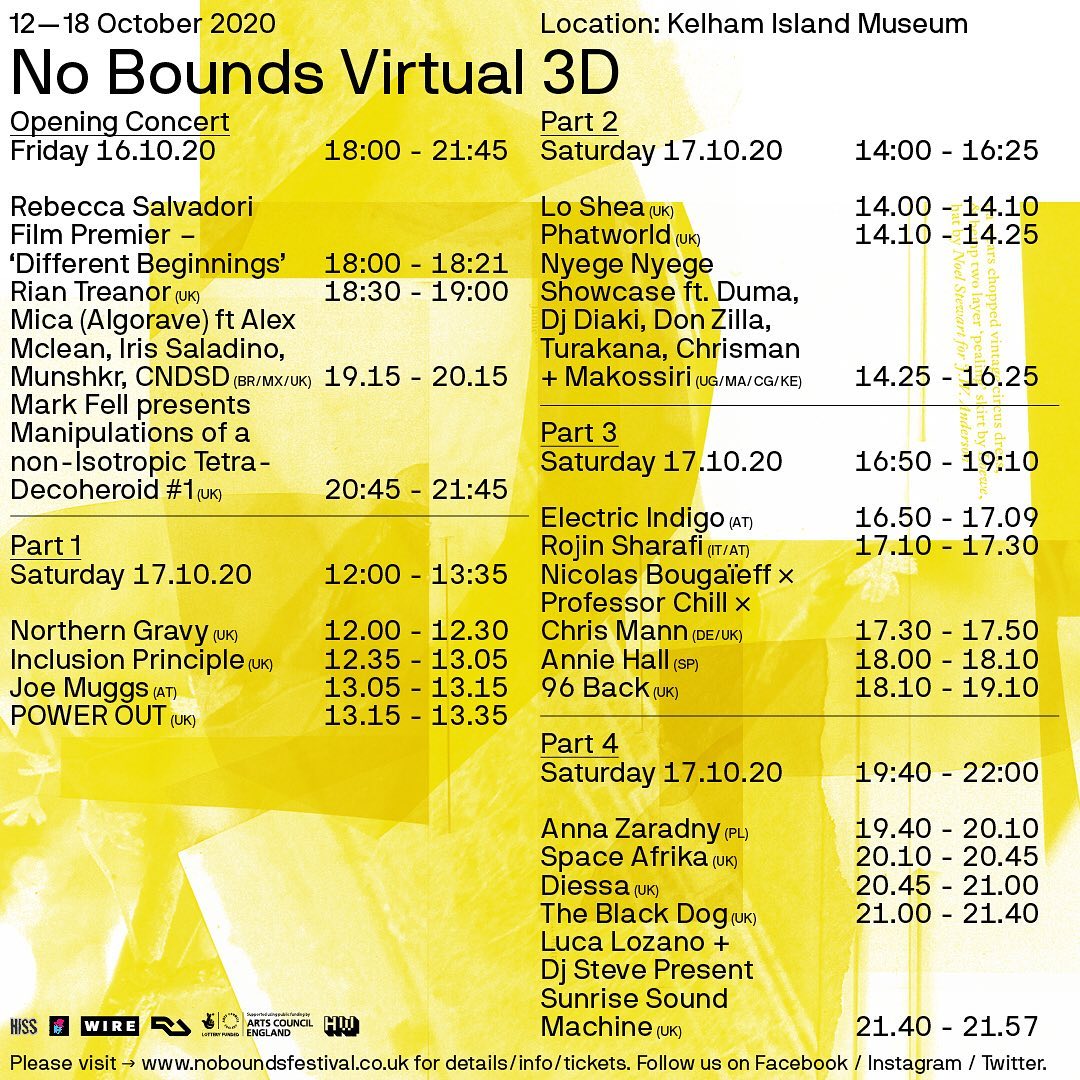 12—18 October 2020
Location: Kelham Island Museum
No Bounds Virtual 3D
Opening Concert
Friday 16.10.20 18:00 - 21:45
Rebecca Salvadori
Film Premier –
‘Different Beginnings’ 18:00 - 18:21
Rian Treanor (UK) 18:30 - 19:00
Mica (Algorave) ft Alex
Mclean, Iris Saladino,
Munshkr, CNDSD (BR/MX/UK) 19.15 - 20.15
Mark Fell presents
Manipulations of a
non-Isotropic Tetra-
Decoheroid #1 (UK) 20:45 - 21:45
Part 1
Saturday 17.10.20 12:00 - 13:35
Northern Gravy (UK) 12.00 - 12.30
Inclusion Principle (UK) 12.35 - 13.05
Joe Muggs (AT) 13.05 - 13.15
POWER OUT (UK) 13.15 - 13.35
Part 2
Saturday 17.10.20 14:00 - 16:25
Lo Shea (UK) 14.00 - 14.10
Phatworld (UK) 14.10 - 14.25
Nyege Nyege
Showcase ft. Duma,
Dj Diaki, Don Zilla,
Turakana, Chrisman
+ Makossiri (UG/MA/CG/KE) 14.25 - 16.25
Part 3
Saturday 17.10.20 16:50 - 19:10
Electric Indigo (AT) 16.50 - 17.09
Rojin Sharafi (IT/AT) 17.10 - 17.30
Nicolas Bougaïeff ×
Professor Chill ×
Chris Mann (DE/UK) 17.30 - 17.50
Annie Hall (SP) 18.00 - 18.10
96 Back (UK) 18.10 - 19.10
Part 4
Saturday 17.10.20 19:40 - 22:00
Anna Zaradny (PL) 19.40 - 20.10
Space Afrika (UK) 20.10 - 20.45
Diessa (UK) 20.45 - 21.00
The Black Dog (UK) 21.00 - 21.40
Luca Lozano +
Dj Steve Present
Sunrise Sound
Machine (UK) 21.40 - 21.57
chopped vintage circus
two layer skirt by
hat by Noel Stewart for J. W. Anderson
HISS
WIRE
LOTTERY FUNDED
Supported using public funding by
ARTS COUNCIL
ENGLAND
Please visit → www.noboundsfestival.co.uk for details/info/tickets. Follow us on Facebook / Instagram / Twitter.